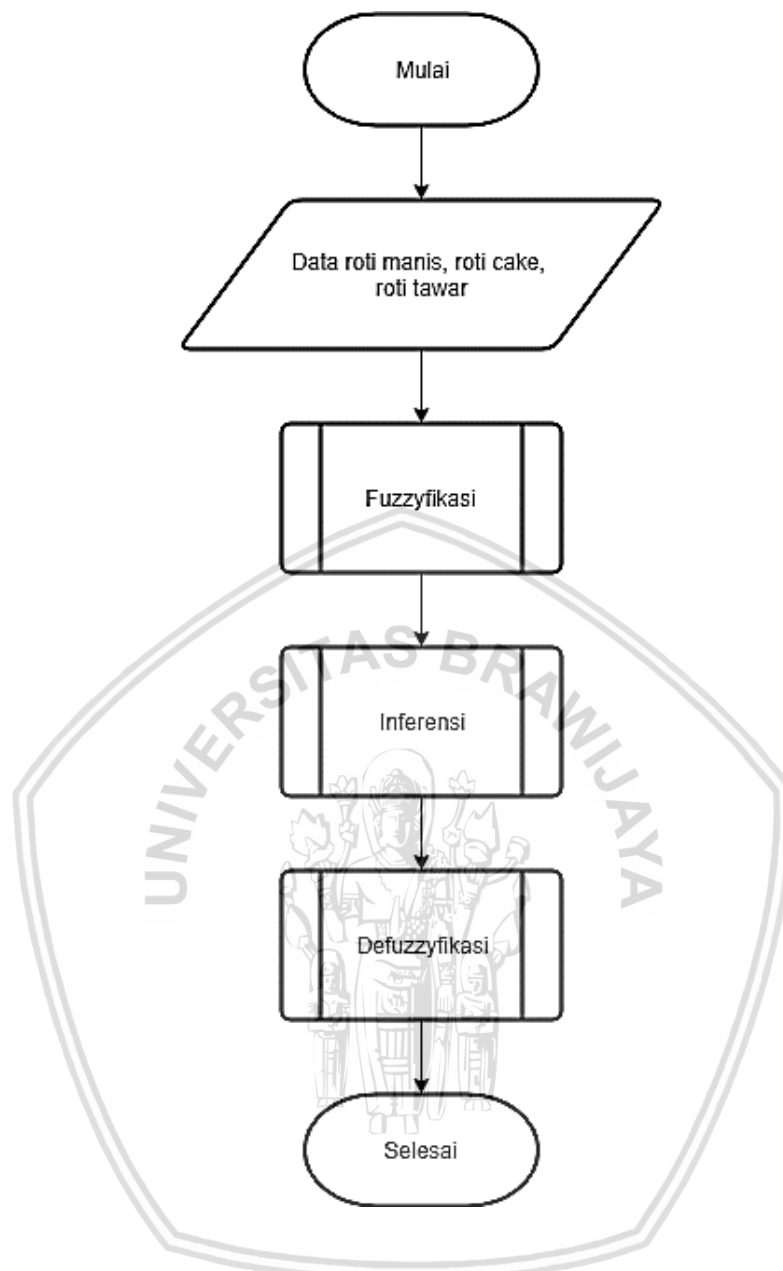 Mulai
Data roti manis, roti cake,
roti tawar
Fuzzyfikasi
UNIVERSITAS BRAWIJAYA
Inferensi
Defuzzyfikasi
Selesai